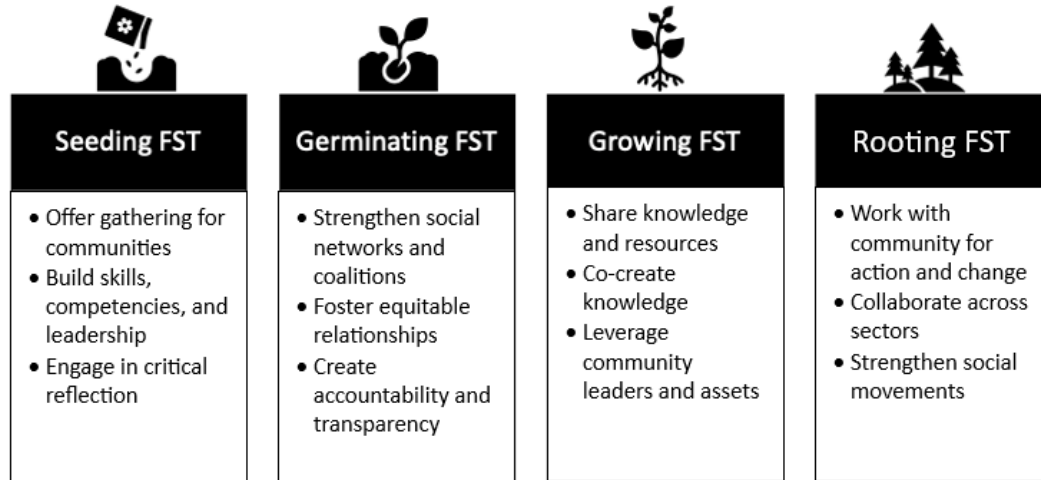 Seeding FST
• Offer gathering for
communities
• Build skills,
competencies, and
leadership
• Engage in critical
reflection
Germinating FST
• Strengthen social
networks and
coalitions
• Foster equitable
relationships
• Create
accountability and
transparency
Growing FST
• Share knowledge
and resources
• Co-create
knowledge
• Leverage
community
leaders and assets
Rooting FST
• Work with
community for
action and change
• Collaborate across
sectors
• Strengthen social
movements